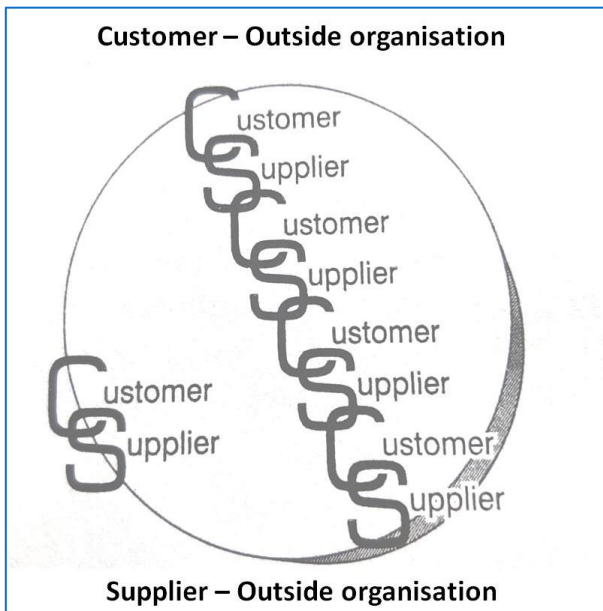 Customer – Outside organisation
Customer
Supplier
Customer
Supplier
Customer
Supplier
Customer
Supplier
Customer
Supplier
Supplier – Outside organisation